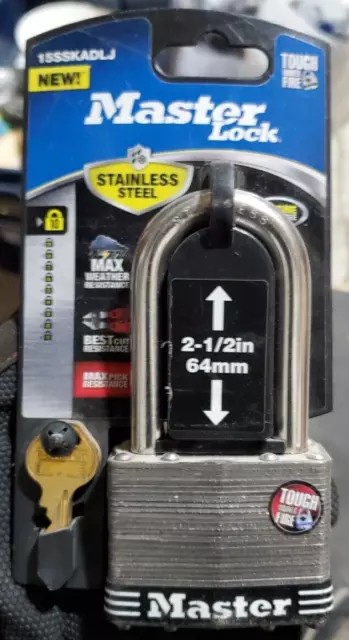 15SSKADLJ
NEW!
TOUGH
UNDER
FIRE
Master
Lock
STAINLESS
STEEL
10
MAX
WEATHER
RESISTANCE
BEST CUT
RESISTANCE
MAX PICK
RESISTANCE
2-1/2in
64mm
TOUGH
UNDER
FIRE
Master